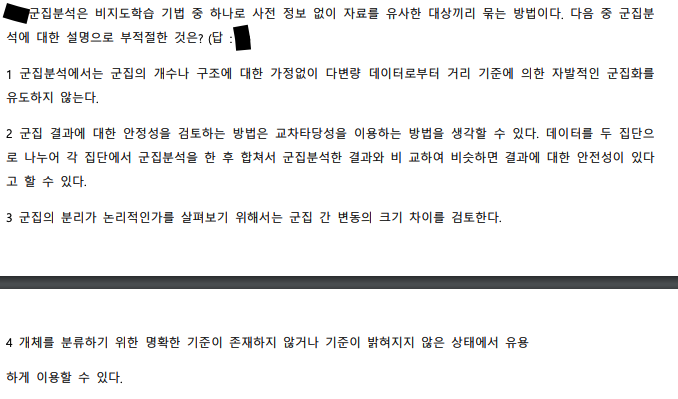 군집분석은 비지도학습 기법 중 하나로 사전 정보 없이 자료를 유사한 대상끼리 묶는 방법이다. 다음 중 군집분
석에 대한 설명으로 부적절한 것은? (답 :
1 군집분석에서는 군집의 개수나 구조에 대한 가정없이 다변량 데이터로부터 거리 기준에 의한 자발적인 군집화를
유도하지 않는다.
2 군집 결과에 대한 안정성을 검토하는 방법은 교차타당성을 이용하는 방법을 생각할 수 있다. 데이터를 두 집단으
로 나누어 각 집단에서 군집분석을 한 후 합쳐서 군집분석한 결과와 비 교하여 비슷하면 결과에 대한 안전성이 있다
고 할 수 있다.
3 군집의 분리가 논리적인가를 살펴보기 위해서는 군집 간 변동의 크기 차이를 검토한다.
4 개체를 분류하기 위한 명확한 기준이 존재하지 않거나 기준이 밝혀지지 않은 상태에서 유용
하게 이용할 수 있다.